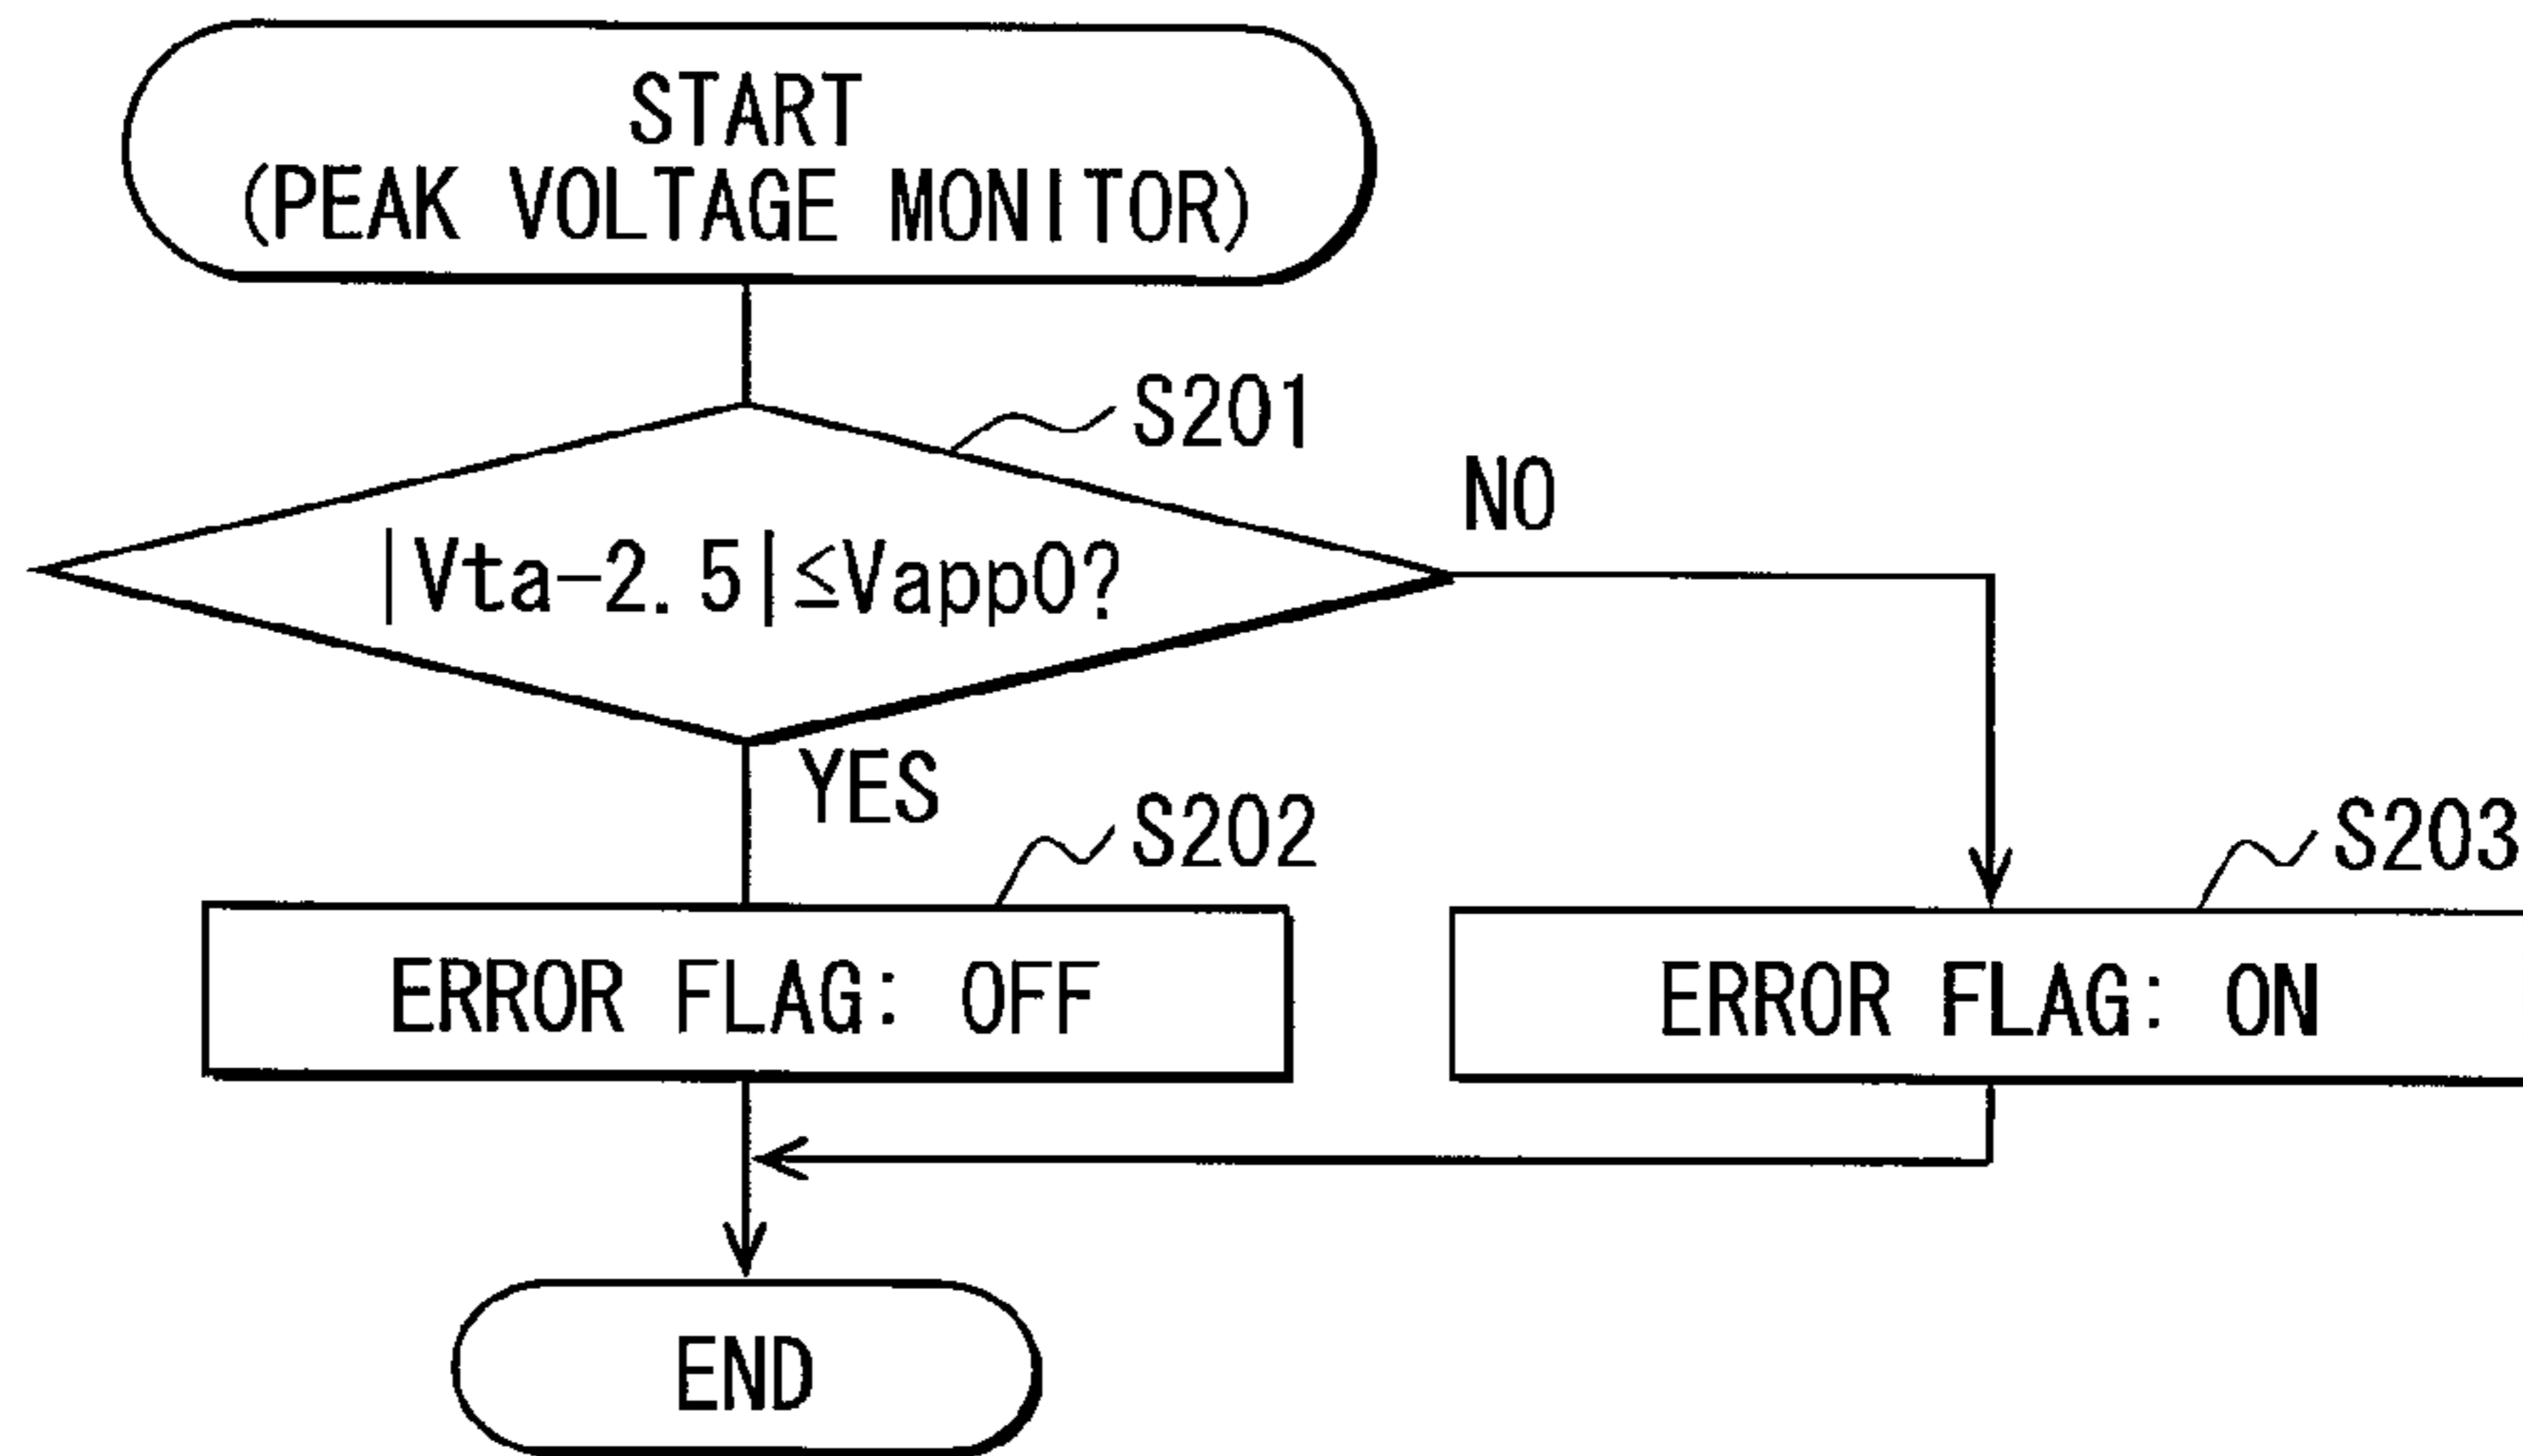 START
(PEAK VOLTAGE MONITOR)
S201
NO
|Vta-2.5|≤Vapp0?
YES
S202
S203
ERROR FLAG: OFF
ERROR FLAG: ON
END